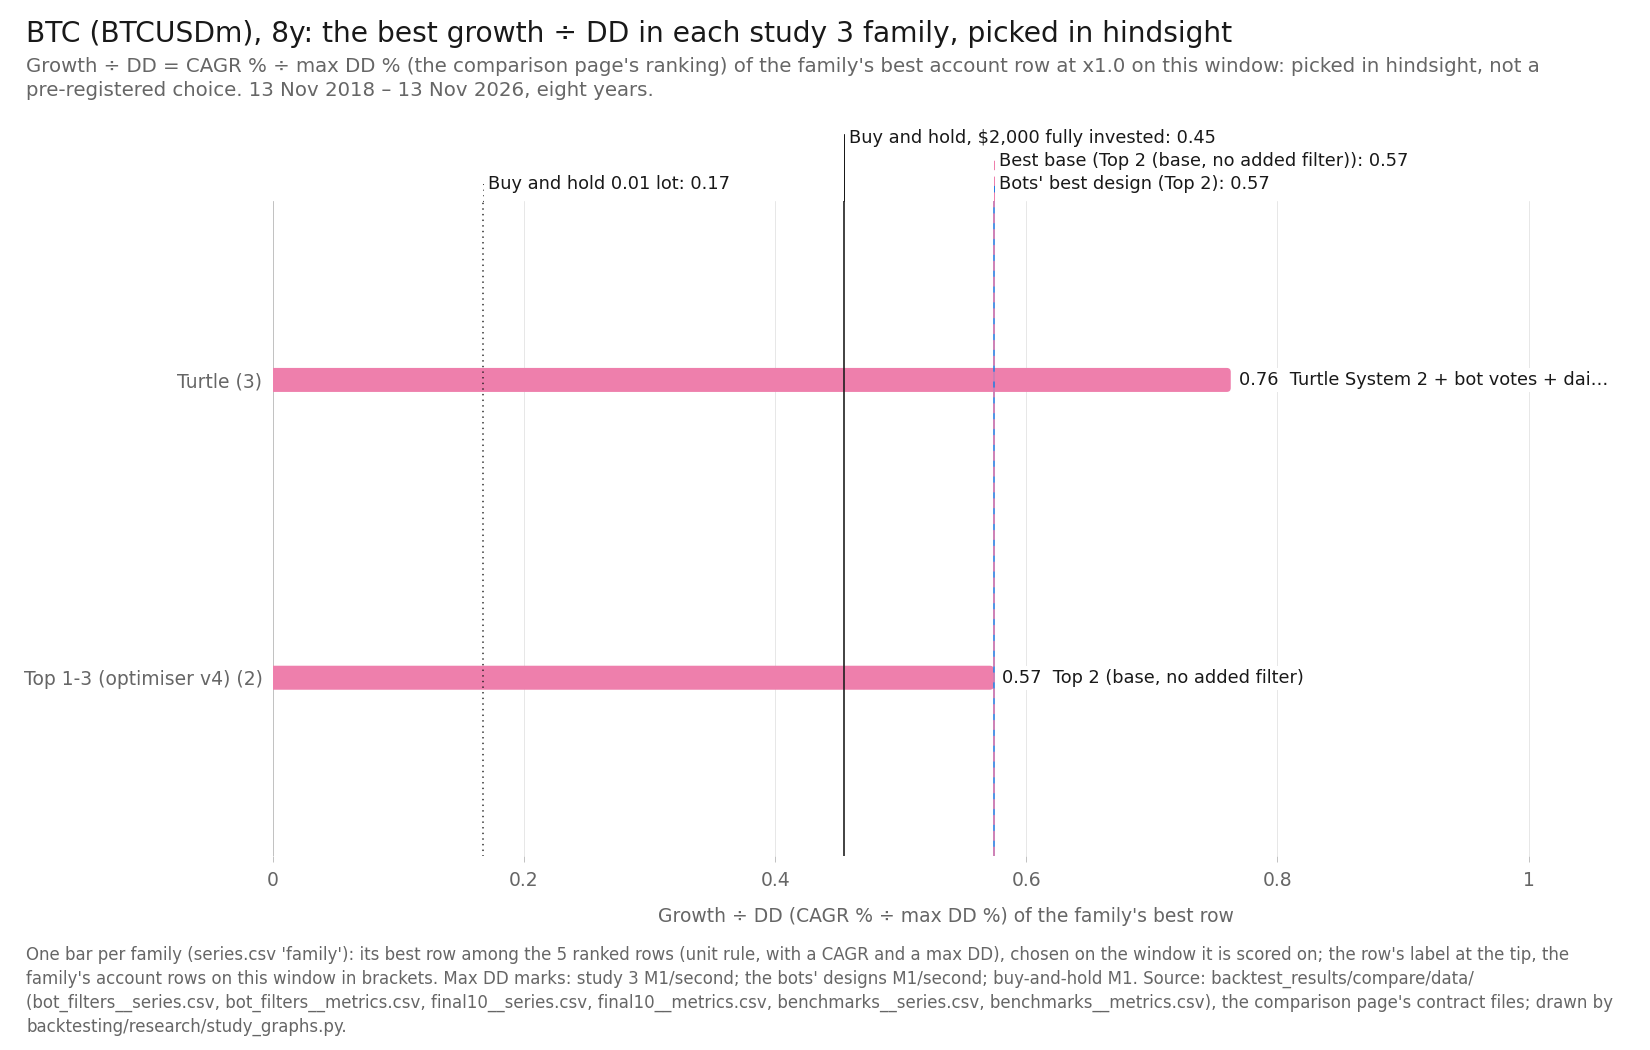 BTC (BTCUSDm), 8y: the best growth ÷ DD in each study 3 family, picked in hindsight
Growth ÷ DD = CAGR % ÷ max DD % (the comparison page's ranking) of the family's best account row at x1.0 on this window: picked in hindsight, not a
pre-registered choice. 13 Nov 2018 – 13 Nov 2026, eight years.
Buy and hold, $2,000 fully invested: 0.45
Best base (Top 2 (base, no added filter)): 0.57
Buy and hold 0.01 lot: 0.17
Bots' best design (Top 2): 0.57
Turtle (3)
0.76 Turtle System 2 + bot votes + dai…
Top 1-3 (optimiser v4) (2)
0.57 Top 2 (base, no added filter)
0
0.2
0.4
0.6
0.8
1
Growth ÷ DD (CAGR % ÷ max DD %) of the family's best row
One bar per family (series.csv 'family'): its best row among the 5 ranked rows (unit rule, with a CAGR and a max DD), chosen on the window it is scored on; the row's label at the tip, the
family's account rows on this window in brackets. Max DD marks: study 3 M1/second; the bots' designs M1/second; buy-and-hold M1. Source: backtest_results/compare/data/
(bot_filters__series.csv, bot_filters__metrics.csv, final10__series.csv, final10__metrics.csv, benchmarks__series.csv, benchmarks__metrics.csv), the comparison page's contract files; drawn by
backtesting/research/study_graphs.py.